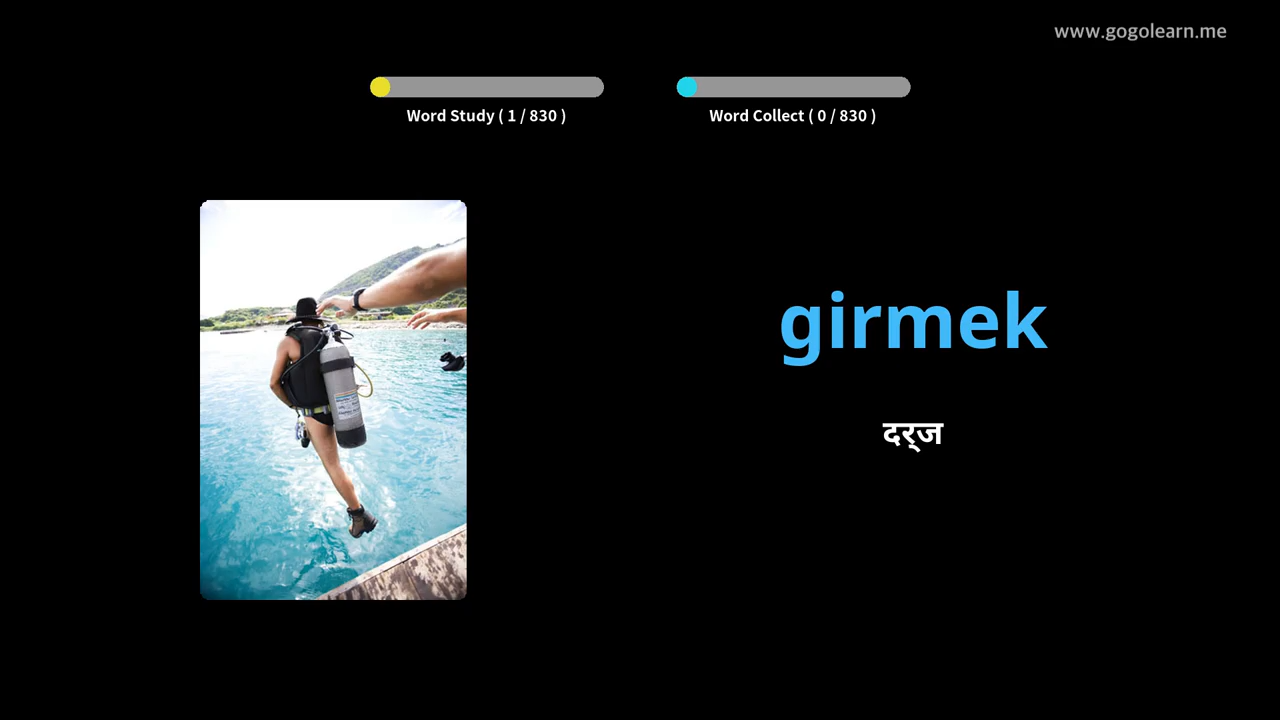 www.gogolearn.me
Word Study ( 1 / 830 )
Word Collect ( 0 / 830 )
girmek
दर्ज